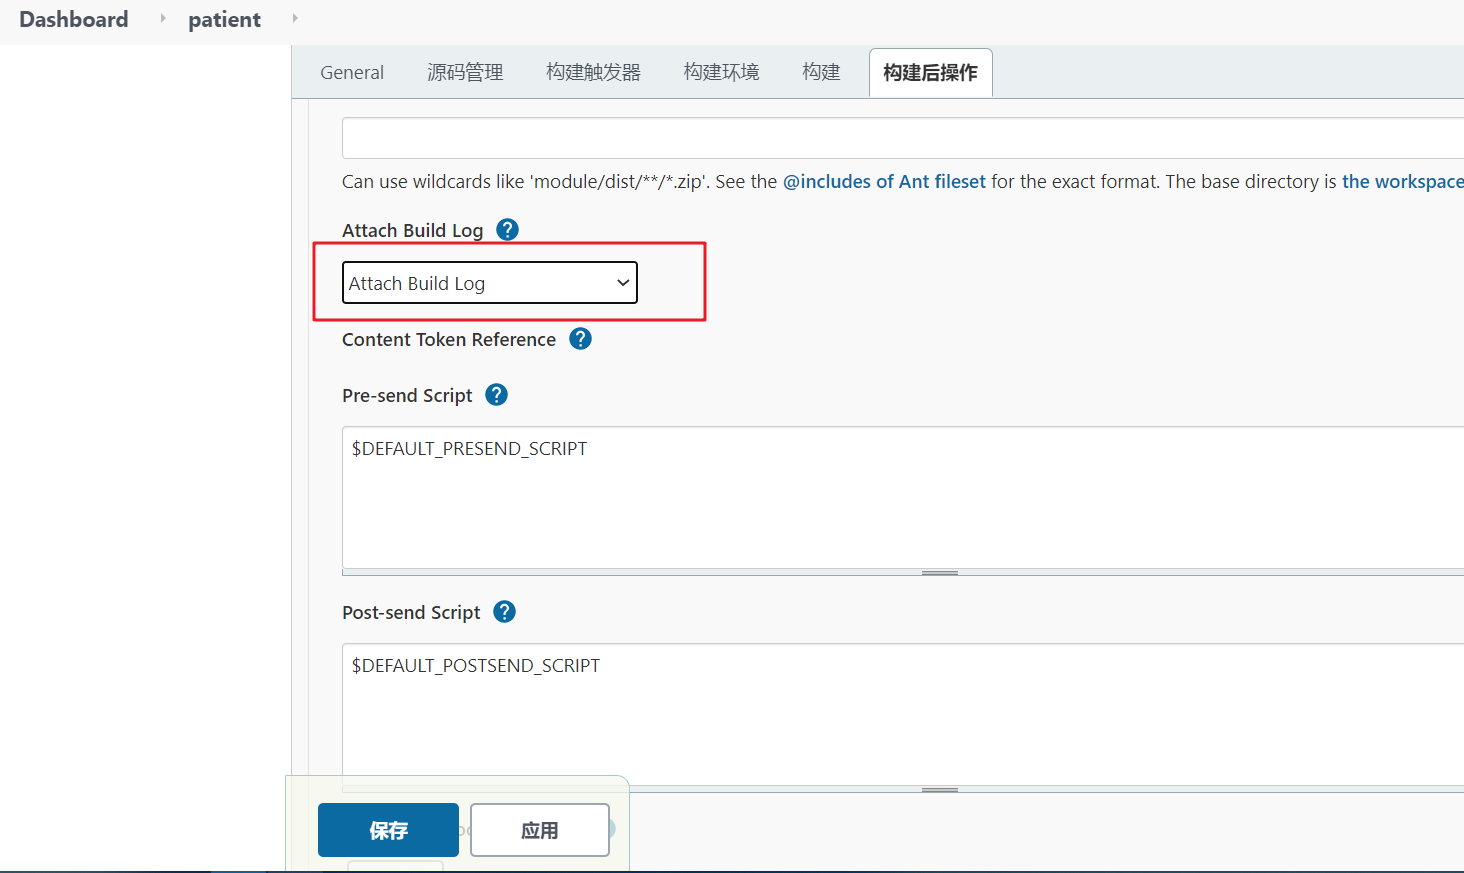 Dashboard patient
General 源码管理 构建触发器 构建环境 构建 构建后操作
Can use wildcards like 'module/dist/**/*.zip'. See the @includes of Ant fileset for the exact format. The base directory is the workspace
Attach Build Log ?
Attach Build Log
Content Token Reference ?
Pre-send Script ?
$DEFAULT_PRESEND_SCRIPT
Post-send Script ?
$DEFAULT_POSTSEND_SCRIPT
保存 应用